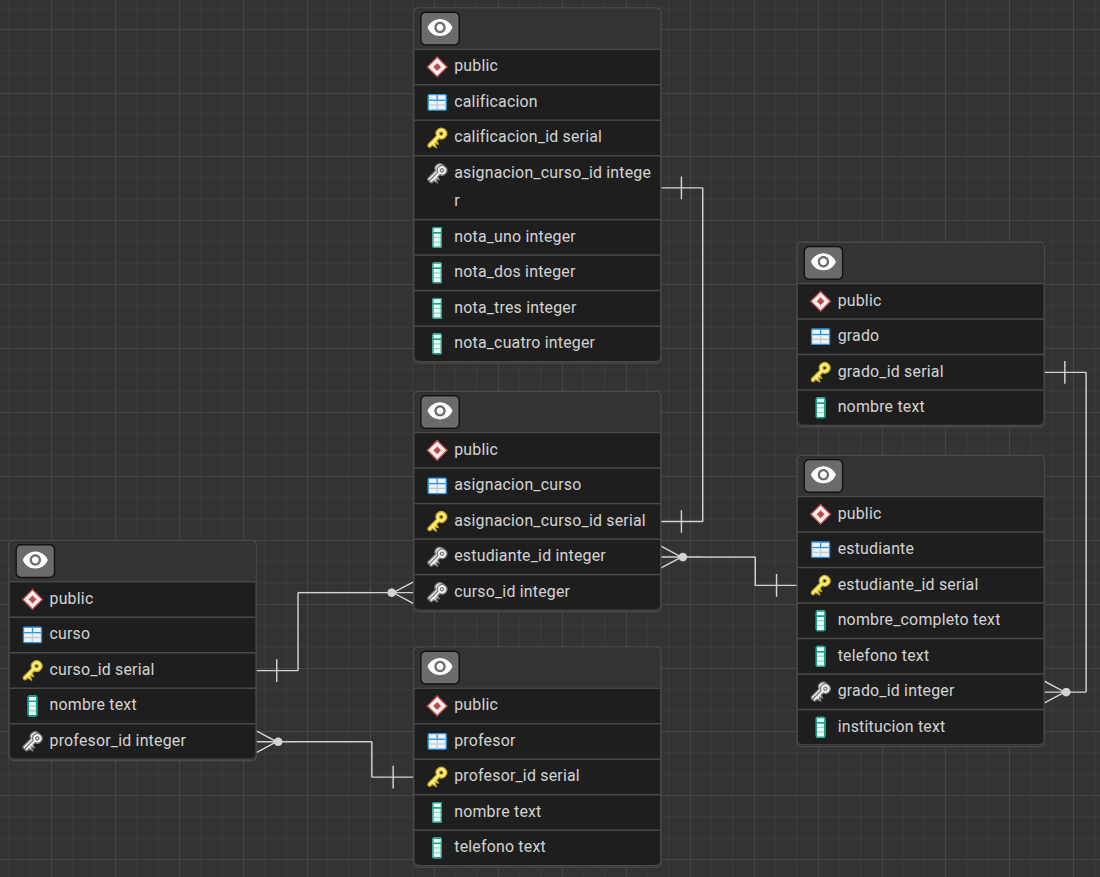 public
calificacion
calificacion_id serial
asignacion_curso_id intege
r
nota_uno integer
nota_dos integer
nota_tres integer
nota_cuatro integer
public
grado
grado_id serial
nombre text
public
asignacion_curso
asignacion_curso_id serial
estudiante_id integer
curso_id integer
public
estudiante
estudiante_id serial
nombre_completo text
telefono text
grado_id integer
institucion text
public
curso
curso_id serial
nombre text
profesor_id integer
public
profesor
profesor_id serial
nombre text
telefono text